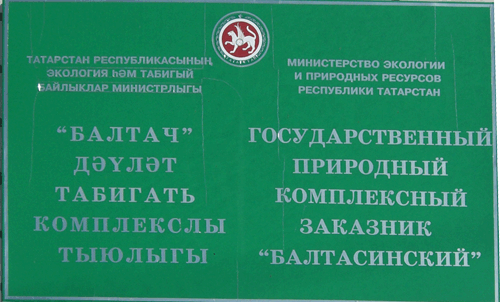 ТАТАРСТАН РЕСПУБЛИКАСЫНЫҢ
ЭКОЛОГИЯ ҺӘМ ТАБИГЫЙ
БАЙЛЫКЛАР МИНИСТРЛЫГЫ
“БАЛТАЧ”
ДӘҮЛӘТ
ТАБИГАТЬ
КОМПЛЕКСЛЫ
ТЫЮЛЫГЫ
МИНИСТЕРСТВО ЭКОЛОГИИ
И ПРИРОДНЫХ РЕСУРСОВ
РЕСПУБЛИКИ ТАТАРСТАН
ГОСУДАРСТВЕННЫЙ
ПРИРОДНЫЙ
КОМПЛЕКСНЫЙ
ЗАКАЗНИК
“БАЛТАСИНСКИЙ”